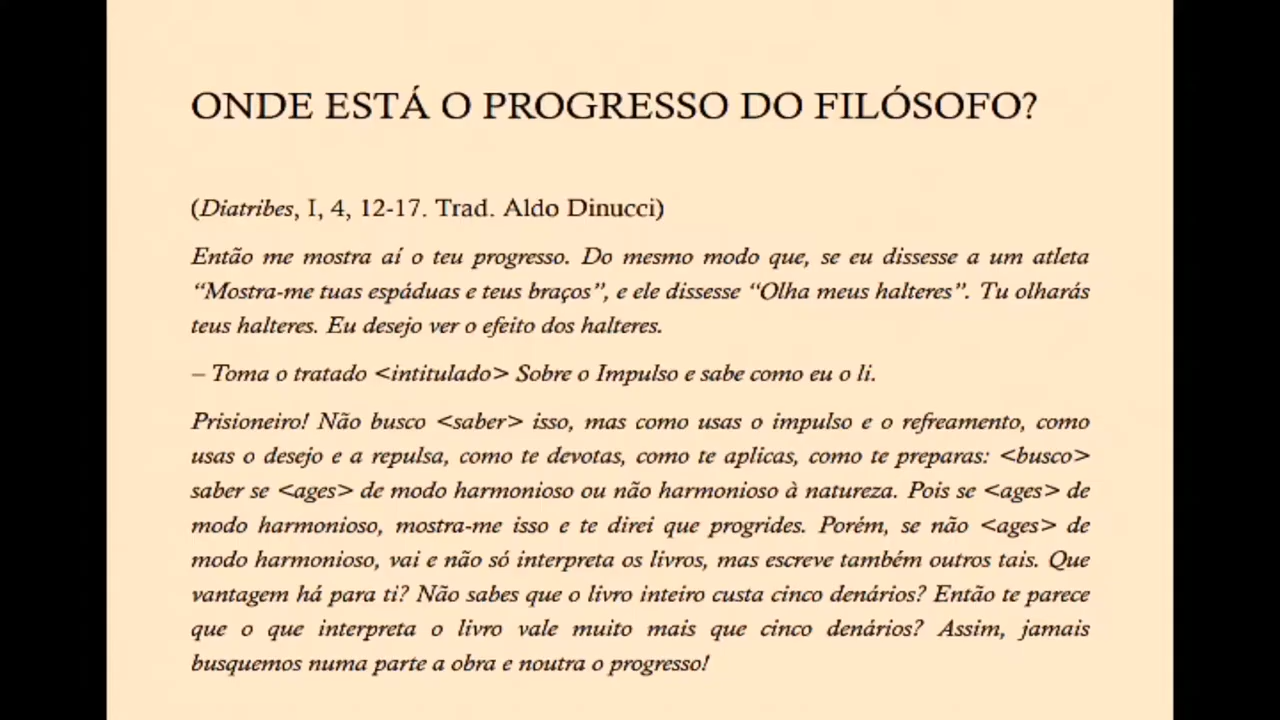 ONDE ESTÁ O PROGRESSO DO FILÓSOFO?
(Diatribes, I, 4, 12-17. Trad. Aldo Dinucci)
Então me mostra aí o teu progresso. Do mesmo modo que, se eu dissesse a um atleta
“Mostra-me tuas espáduas e teus braços”, e ele dissesse “Olha meus halteres”. Tu olharás
teus halteres. Eu desejo ver o efeito dos halteres.
– Toma o tratado <intitulado> Sobre o Impulso e sabe como eu o li.
Prisioneiro! Não busco <saber> isso, mas como usas o impulso e o refreamento, como
usas o desejo e a repulsa, como te devotas, como te aplicas, como te preparas: <busco>
saber se <ages> de modo harmonioso ou não harmonioso à natureza. Pois se <ages> de
modo harmonioso, mostra-me isso e te direi que progrides. Porém, se não <ages> de
modo harmonioso, vai e não só interpreta os livros, mas escreve também outros tais. Que
vantagem há para ti? Não sabes que o livro inteiro custa cinco denários? Então te parece
que o que interpreta o livro vale muito mais que cinco denários? Assim, jamais
busquemos numa parte a obra e noutra o progresso!